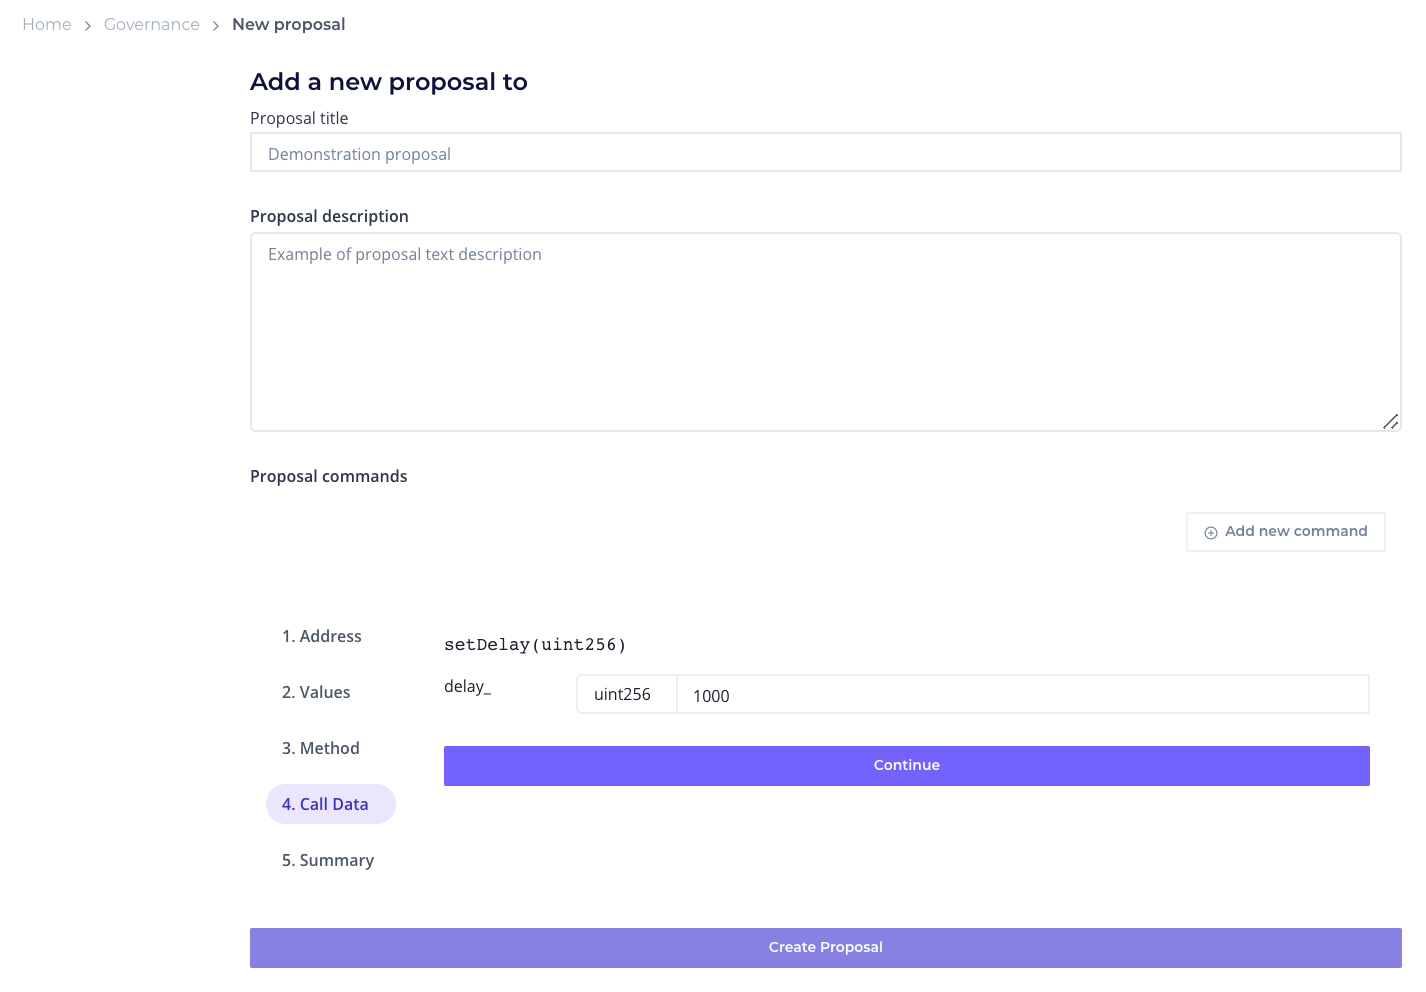 Home > Governance > New proposal
Add a new proposal to
Proposal title
Demonstration proposal
Proposal description
Example of proposal text description
Proposal commands
Add new command
1. Address
setDelay(uint256)
2. Values
delay_ uint256 1000
3. Method
Continue
4. Call Data
5. Summary
Create Proposal